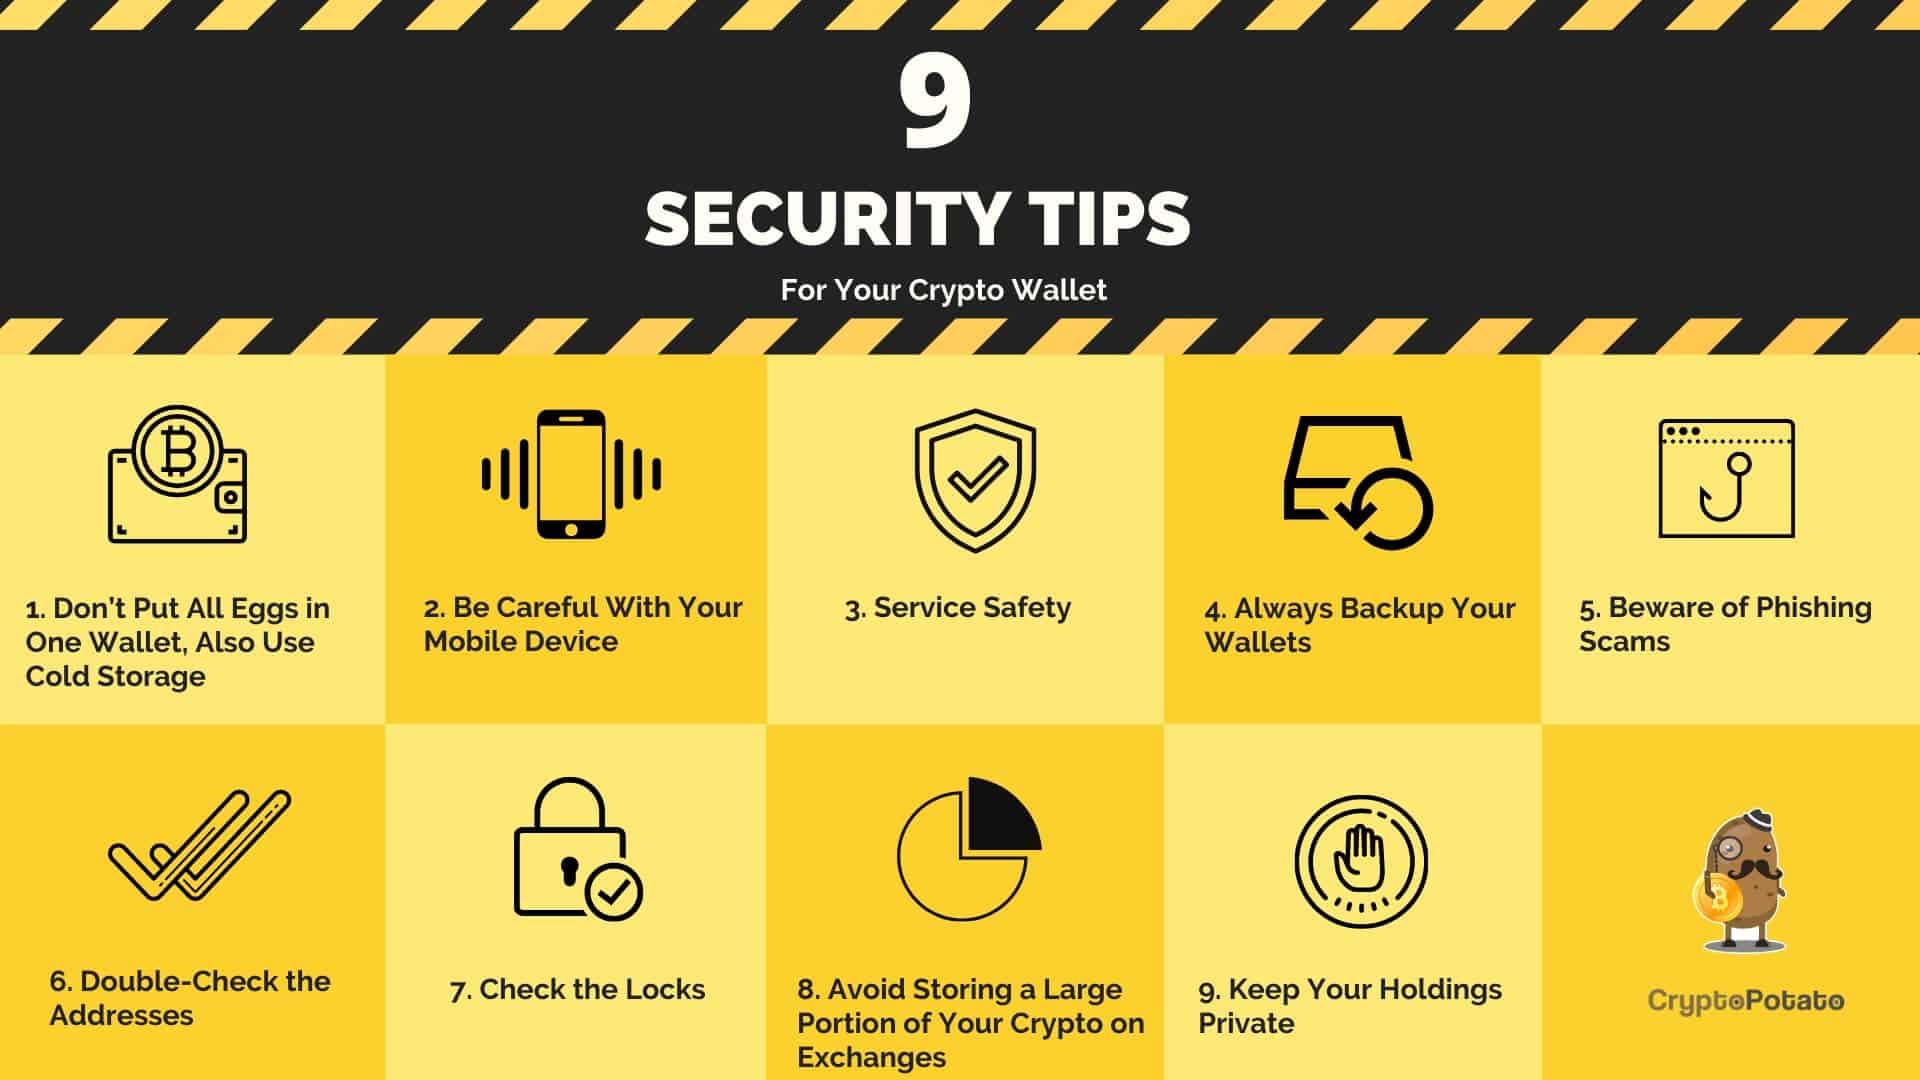 9
SECURITY TIPS
For Your Crypto Wallet
1. Don't Put All Eggs in
One Wallet, Also Use
Cold Storage
2. Be Careful With Your
Mobile Device
3. Service Safety
4. Always Backup Your
Wallets
5. Beware of Phishing
Scams
6. Double-Check the
Addresses
7. Check the Locks
8. Avoid Storing a Large
Portion of Your Crypto on
Exchanges
9. Keep Your Holdings
Private
CryptoPotato